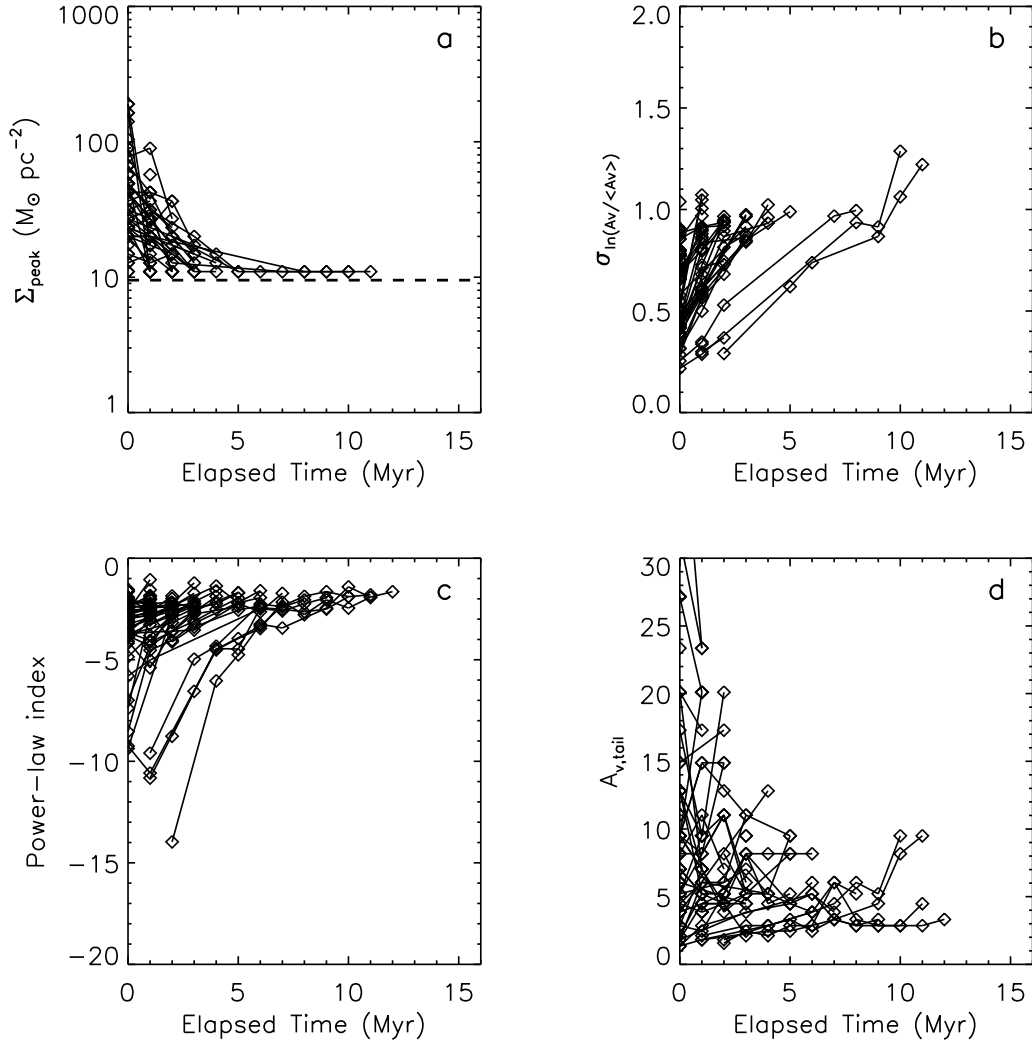 a
1000
100
10
1
Σpeak (M⊙ pc−2)
0 5 10 15
Elapsed Time (Myr)
b
2.0
1.5
1.0
0.5
0.0
σln(Av/<Av>)
0 5 10 15
Elapsed Time (Myr)
c
0
−5
−10
−15
−20
Power−law index
0 5 10 15
Elapsed Time (Myr)
d
30
25
20
15
10
5
0
Av,tail
0 5 10 15
Elapsed Time (Myr)